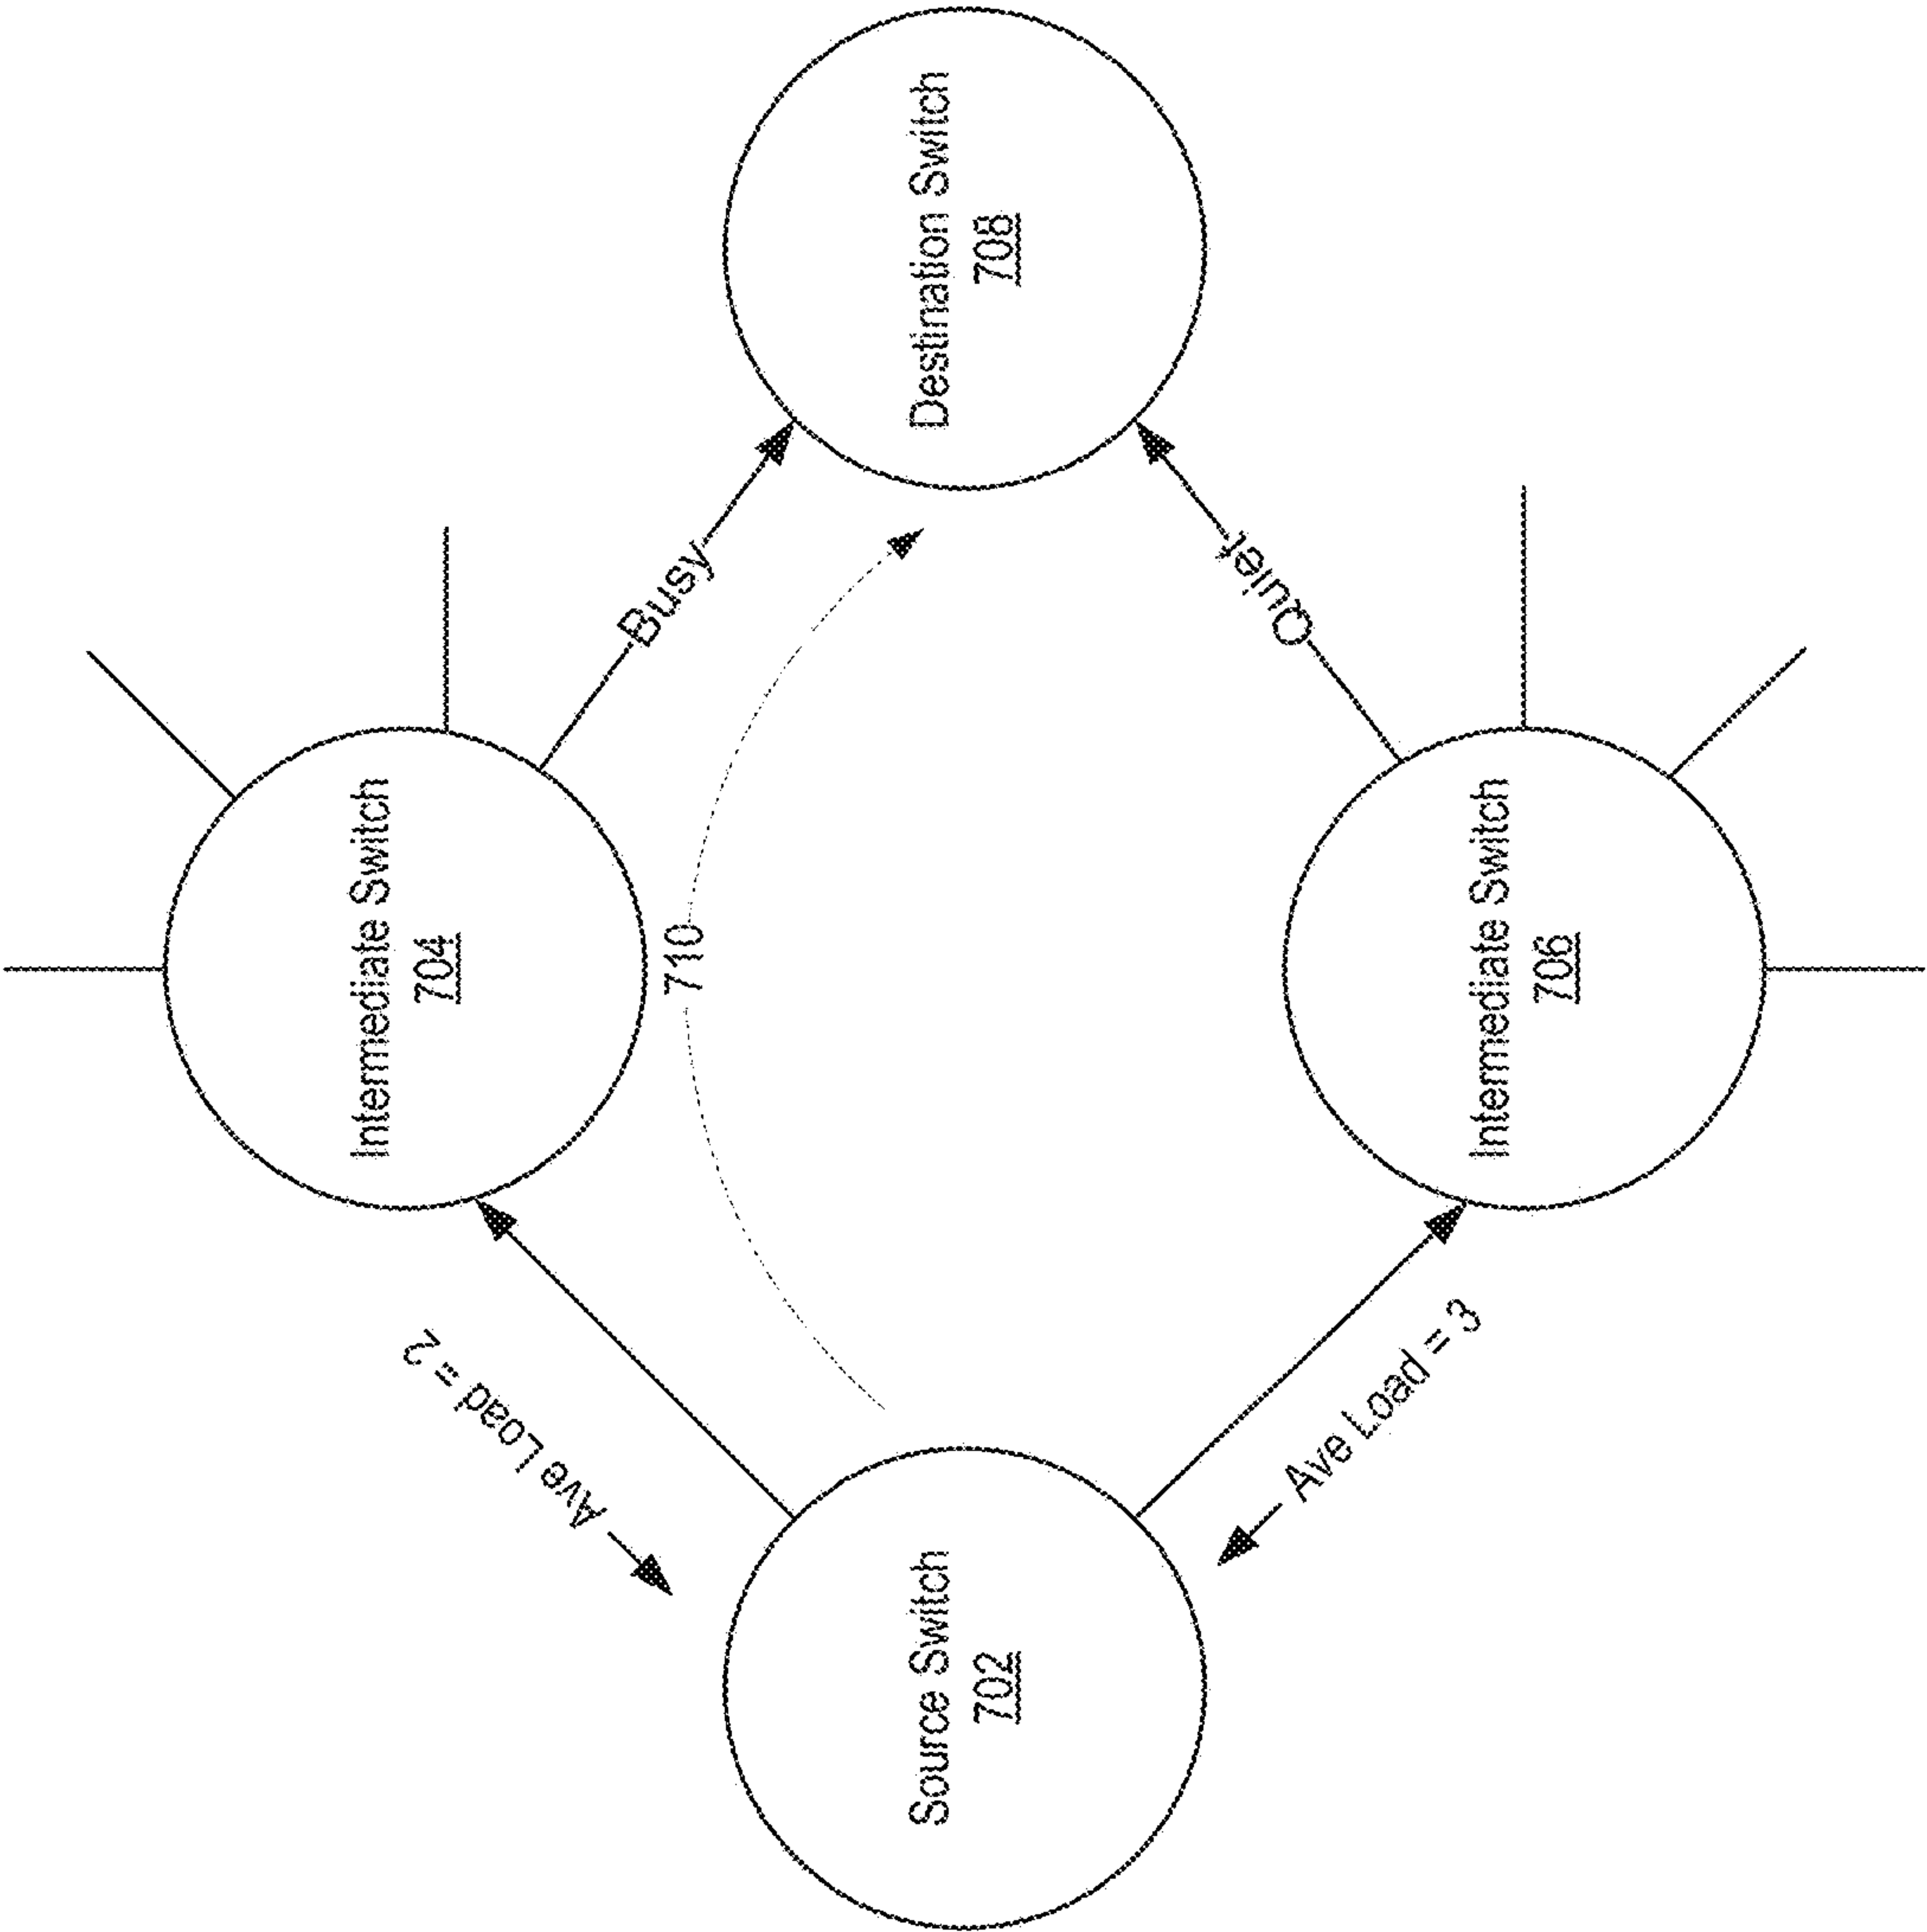 Intermediate Switch
704
Ave Load = 2
Busy
710
Source Switch
702
Destination Switch
708
Ave Load = 3
Quiet
Intermediate Switch
706